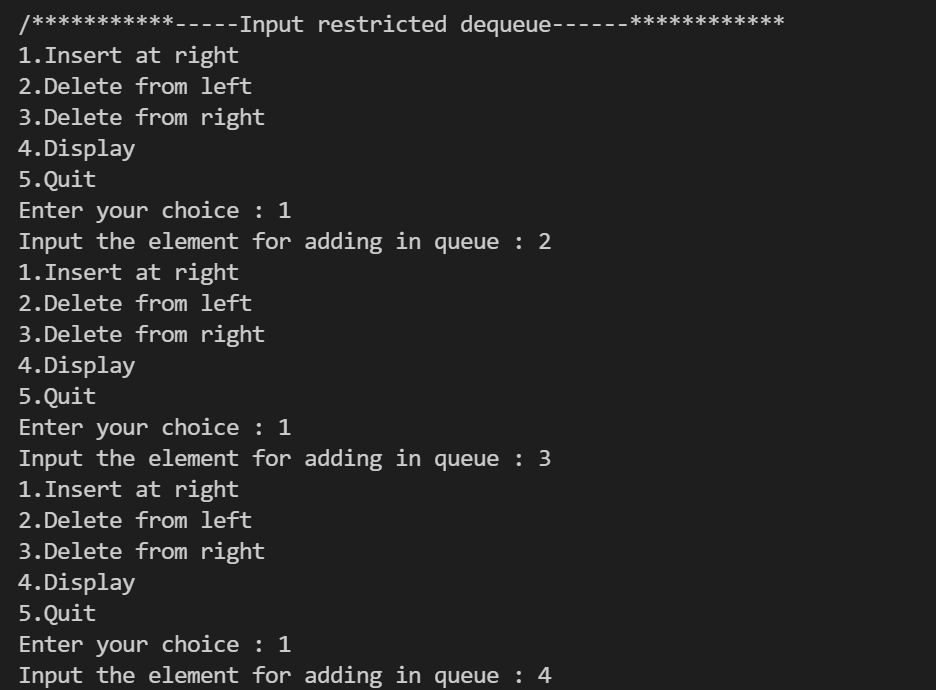 /***********-----Input restricted dequeue------************
1.Insert at right
2.Delete from left
3.Delete from right
4.Display
5.Quit
Enter your choice : 1
Input the element for adding in queue : 2
1.Insert at right
2.Delete from left
3.Delete from right
4.Display
5.Quit
Enter your choice : 1
Input the element for adding in queue : 3
1.Insert at right
2.Delete from left
3.Delete from right
4.Display
5.Quit
Enter your choice : 1
Input the element for adding in queue : 4